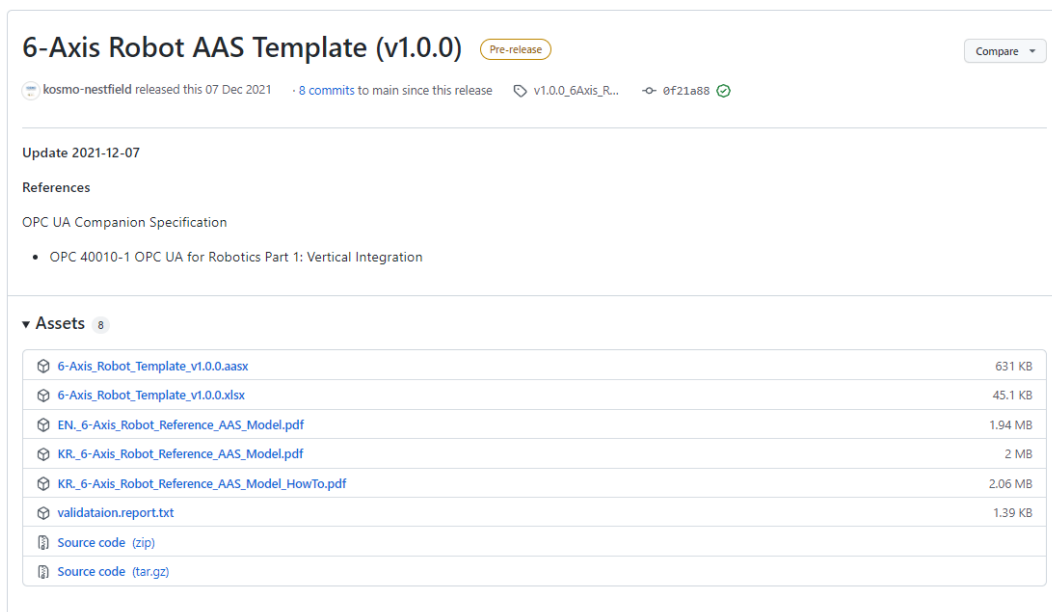 6-Axis Robot AAS Template (v1.0.0) Pre-release Compare
kosmo-nestfield released this 07 Dec 2021 · 8 commits to main since this release v1.0.0_6Axis_R... 0f21a88
Update 2021-12-07
References
OPC UA Companion Specification
• OPC 40010-1 OPC UA for Robotics Part 1: Vertical Integration
Assets 8
6-Axis_Robot_Template_v1.0.0.aasx 631 KB
6-Axis_Robot_Template_v1.0.0.xlsx 45.1 KB
EN._6-Axis_Robot_Reference_AAS_Model.pdf 1.94 MB
KR._6-Axis_Robot_Reference_AAS_Model.pdf 2 MB
KR._6-Axis_Robot_Reference_AAS_Model_HowTo.pdf 2.06 MB
validataion.report.txt 1.39 KB
Source code (zip)
Source code (tar.gz)